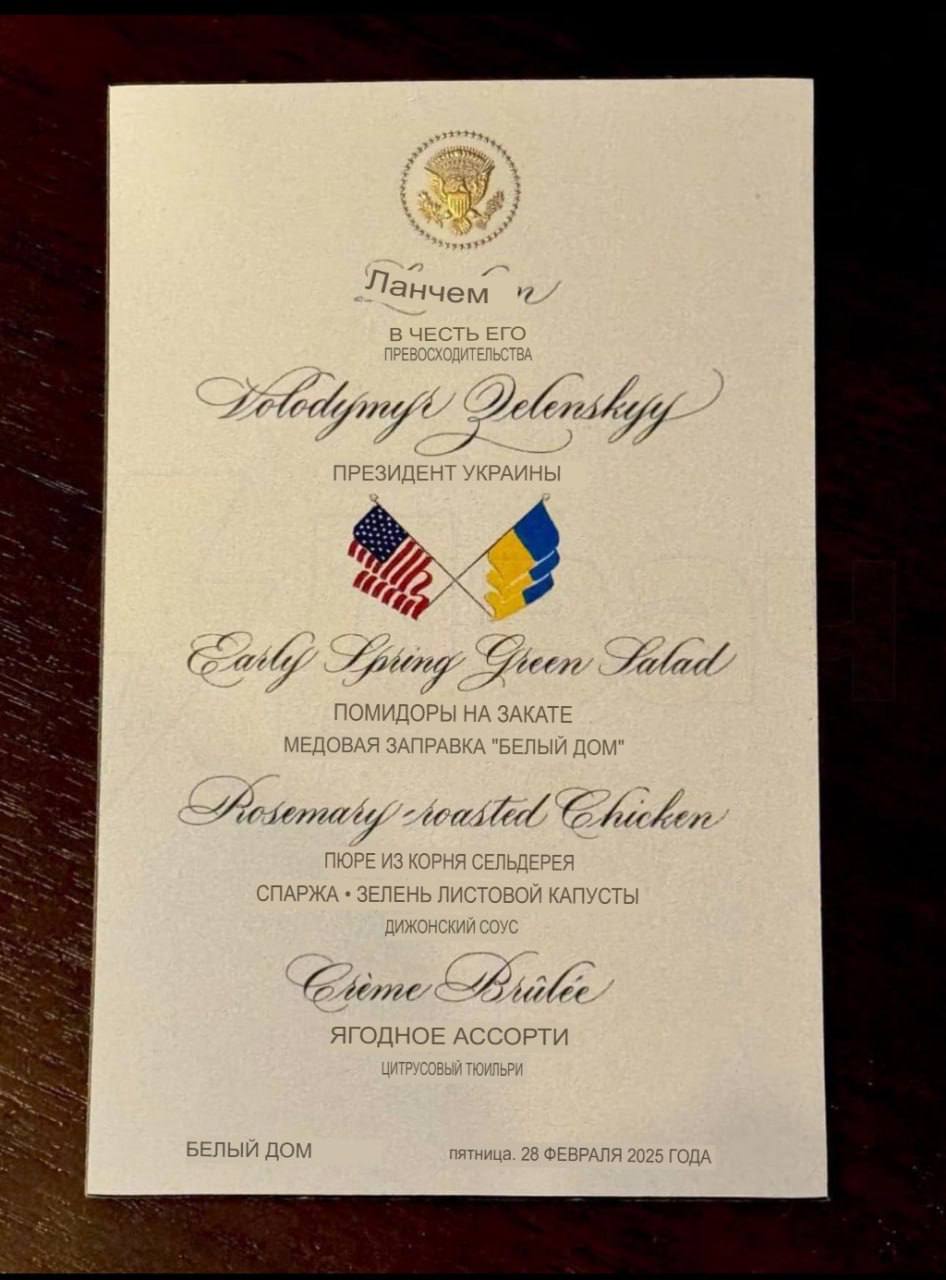 Ланчем n
В ЧЕСТЬ ЕГО
ПРЕВОСХОДИТЕЛЬСТВА
Volodymyr Zelenskyy
ПРЕЗИДЕНТ УКРАИНЫ
Early Spring Green Salad
ПОМИДОРЫ НА ЗАКАТЕ
МЕДОВАЯ ЗАПРАВКА "БЕЛЫЙ ДОМ"
Rosemary-roasted Chicken
ПЮРЕ ИЗ КОРНЯ СЕЛЬДЕРЕЯ
СПАРЖА • ЗЕЛЕНЬ ЛИСТОВОЙ КАПУСТЫ
ДИЖОНСКИЙ СОУС
Crème Brûlée
ЯГОДНОЕ АССОРТИ
ЦИТРУСОВЫЙ ТЮИЛЬРИ
БЕЛЫЙ ДОМ
пятница. 28 ФЕВРАЛЯ 2025 ГОДА